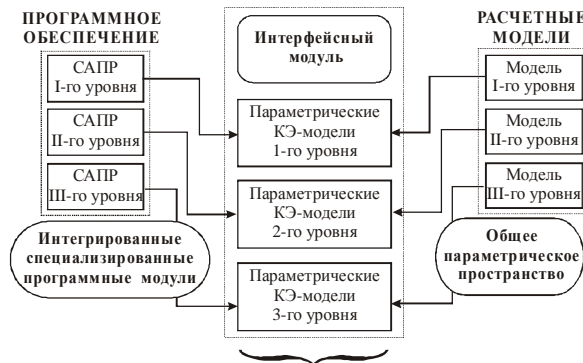 ПРОГРАММНОЕ
ОБЕСПЕЧЕНИЕ
САПР
I-го уровня
САПР
II-го уровня
САПР
III-го уровня
Интегрированные
специализированные
программные модули
Интерфейсный
модуль
Параметрические
КЭ-модели
1-го уровня
Параметрические
КЭ-модели
2-го уровня
Параметрические
КЭ-модели
3-го уровня
РАСЧЕТНЫЕ
МОДЕЛИ
Модель
I-го уровня
Модель
II-го уровня
Модель
III-го уровня
Общее
параметрическое
пространство